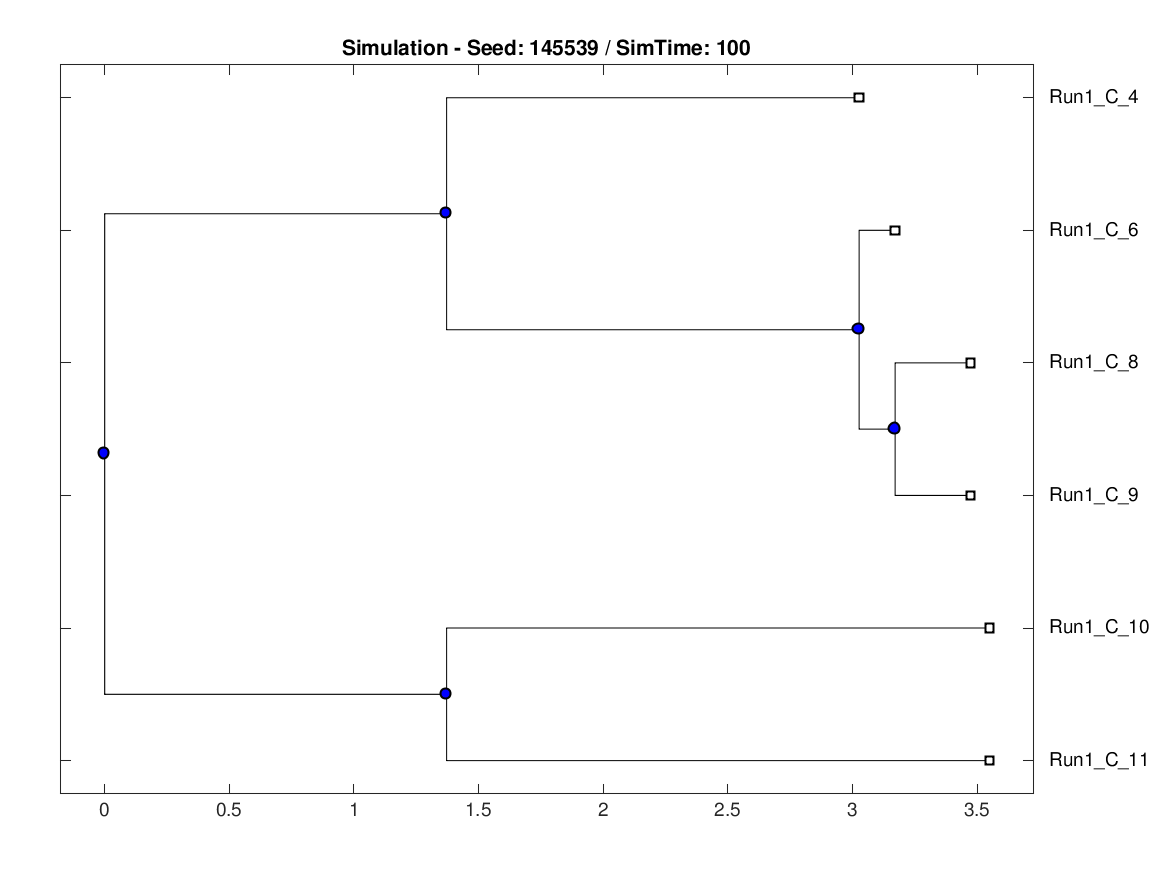 Simulation - Seed: 145539 / SimTime: 100
Run1_C_4
Run1_C_6
Run1_C_8
Run1_C_9
Run1_C_10
Run1_C_11
0 0.5 1 1.5 2 2.5 3 3.5